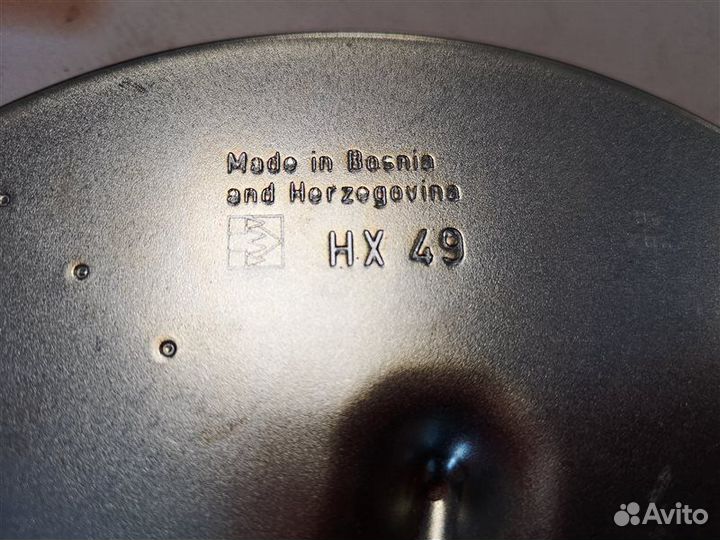 Made in Bosnia
and Herzegovina
HX 49
Avito